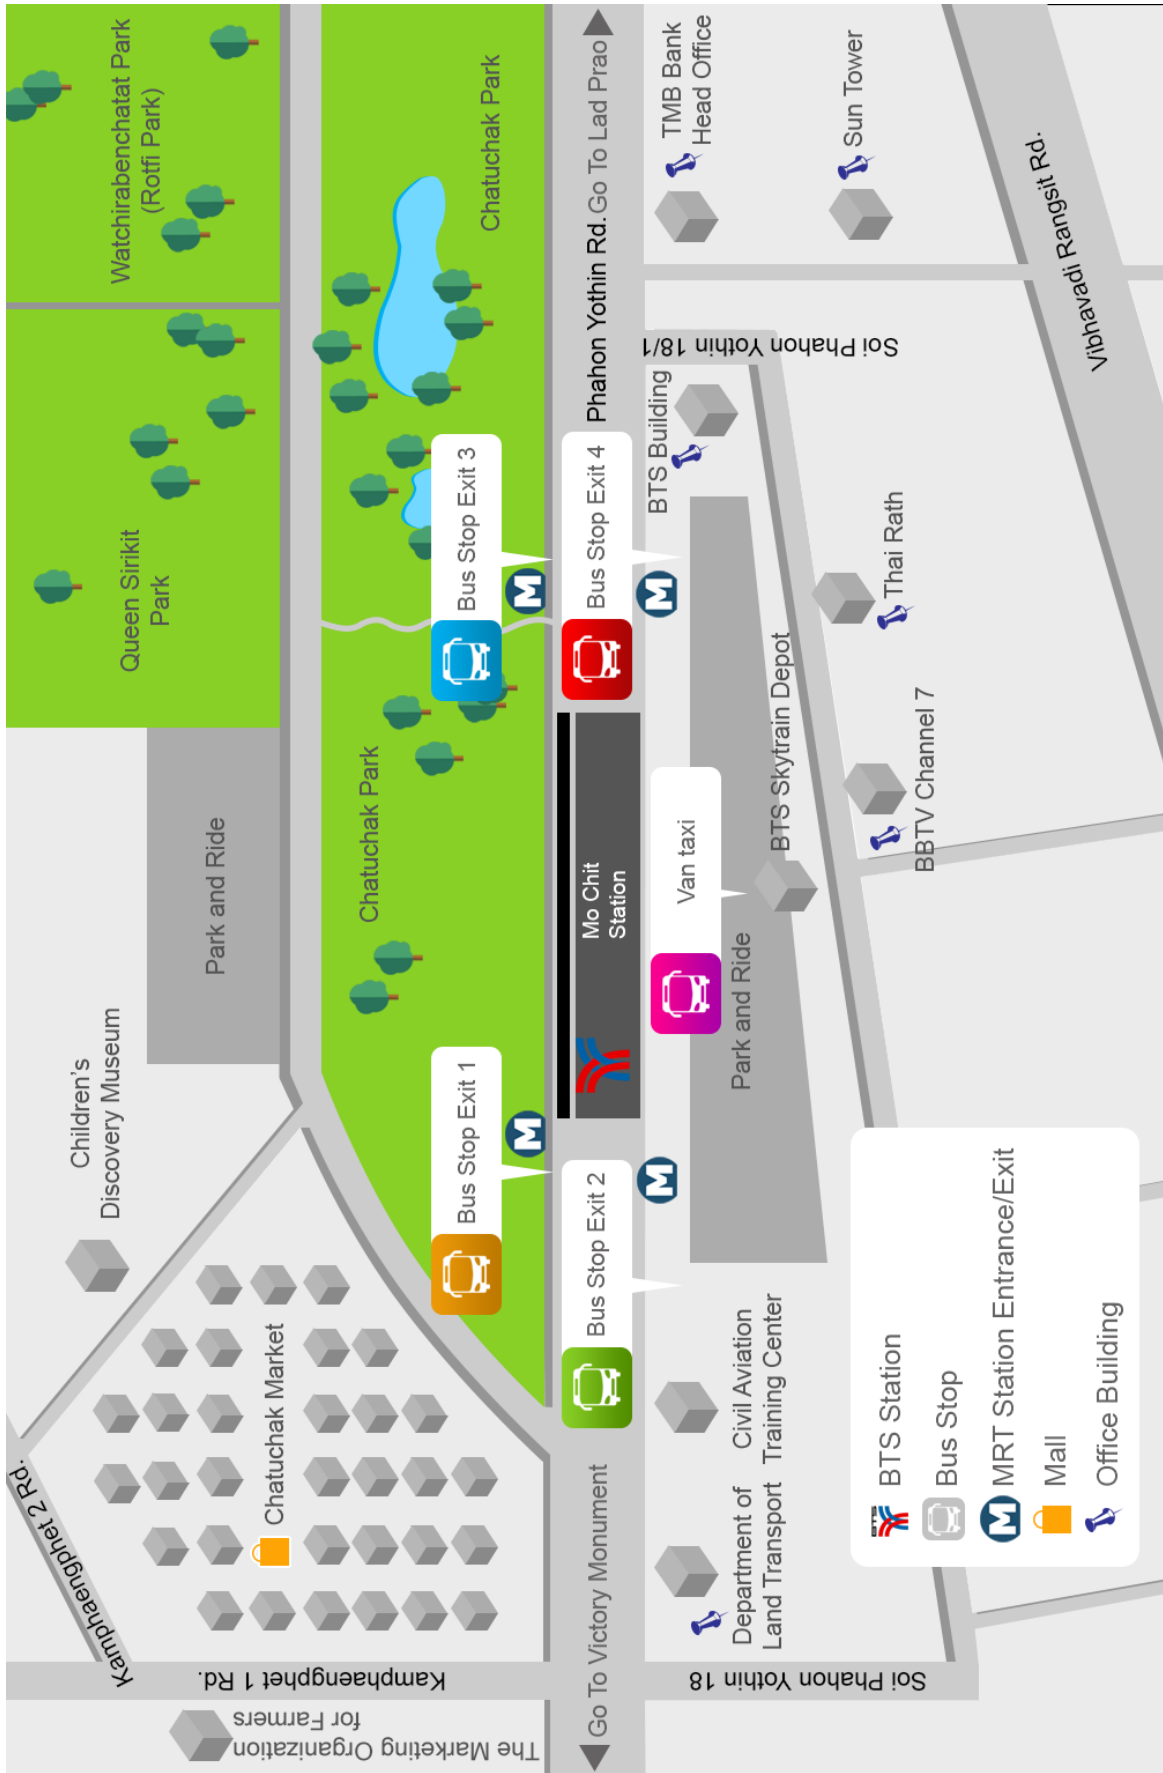 Watchirabenchatat Park
(Rotfi Park)
Queen Sirikit
Park
Park and Ride
Children's
Discovery Museum
Kamphaengphet 2 Rd.
Chatuchak Market
Kamphaengphet 1 Rd.
The Marketing Organization
for Farmers
Chatuchak Park
Chatuchak Park
Bus Stop Exit 1
Bus Stop Exit 3
Go To Victory Monument
Bus Stop Exit 2
Mo Chit
Station
Bus Stop Exit 4
Phahon Yothin Rd.
Go To Lad Prao
Van taxi
Park and Ride
BTS Skytrain Depot
BTS Building
TMB Bank
Head Office
Sun Tower
Soi Phahon Yothin 18/1
Vibhavadi Rangsit Rd.
Thai Rath
BBTV Channel 7
Civil Aviation
Training Center
Department of
Land Transport
Soi Phahon Yothin 18
BTS
BTS Station
Bus Stop
M
MRT Station Entrance/Exit
Mall
Office Building
M
M
M
M